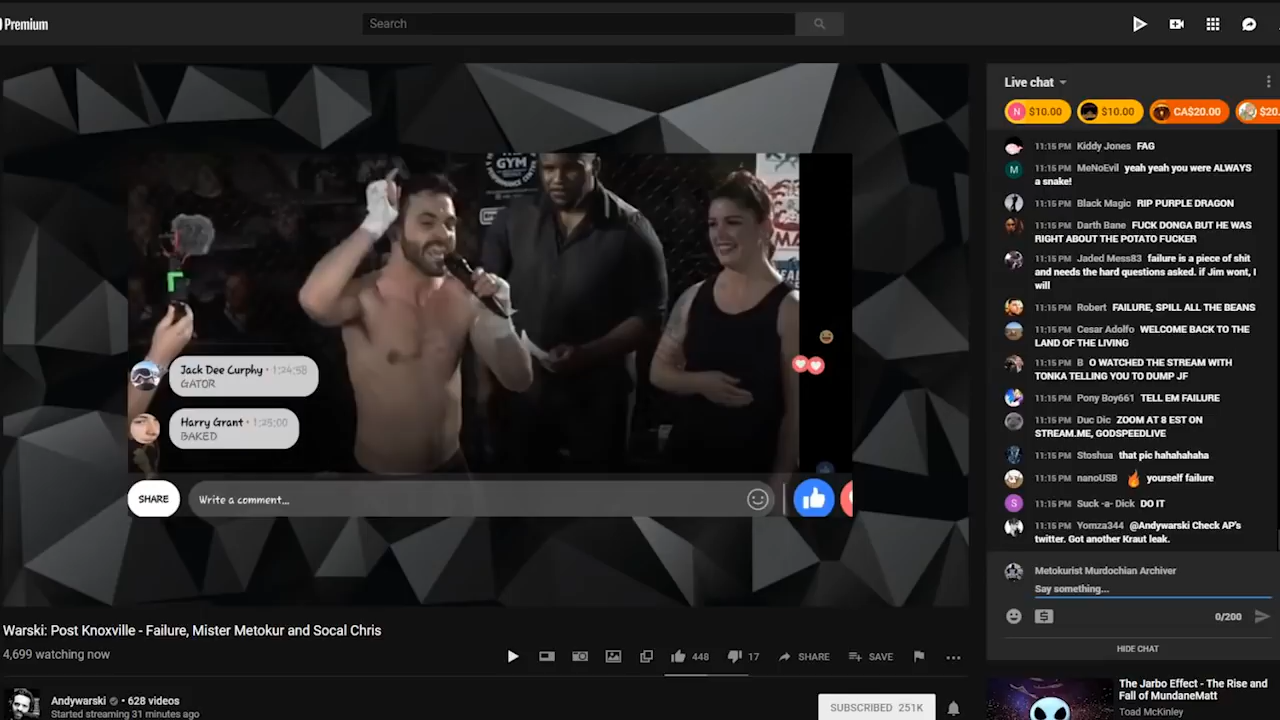 Premium
Search
Live chat
$10.00
$10.00
CA$20.00
$20.
GYM
Jack Dee Curphy • 1:24:58
GATOR
Harry Grant • 1:25:00
BAKED
SHARE
Write a comment...
11:15 PM Kiddy Jones FAG
11:15 PM MeNoEvil yeah yeah you were ALWAYS
a snake!
11:15 PM Black Magic RIP PURPLE DRAGON
11:15 PM Darth Bane FUCK DONGA BUT HE WAS
RIGHT ABOUT THE POTATO FUCKER
11:15 PM Jaded Mess83 failure is a piece of shit
and needs the hard questions asked. if Jim wont, I
will
11:15 PM Robert FAILURE, SPILL ALL THE BEANS
11:15 PM Cesar Adolfo WELCOME BACK TO THE
LAND OF THE LIVING
11:15 PM B O WATCHED THE STREAM WITH
TONKA TELLING YOU TO DUMP JF
11:15 PM Pony Boy661 TELL EM FAILURE
11:15 PM Duc Dic ZOOM AT 8 EST ON
STREAM.ME, GODSPEEDLIVE
11:15 PM Stoshua that pic hahahahaha
11:15 PM nanoUSB yourself failure
11:15 PM Suck -a- Dick DO IT
11:15 PM Yomza344 @Andywarski Check AP's
twitter. Got another Kraut leak.
M
N
S
Metokurist Murdochian Archiver
Say something...
0/200
HIDE CHAT
Warski: Post Knoxville - Failure, Mister Metokur and Socal Chris
4,699 watching now
448
17
SHARE
SAVE
Andywarski • 628 videos
Started streaming 31 minutes ago
SUBSCRIBED 251K
The Jarbo Effect - The Rise and
Fall of MundaneMatt
Toad McKinley